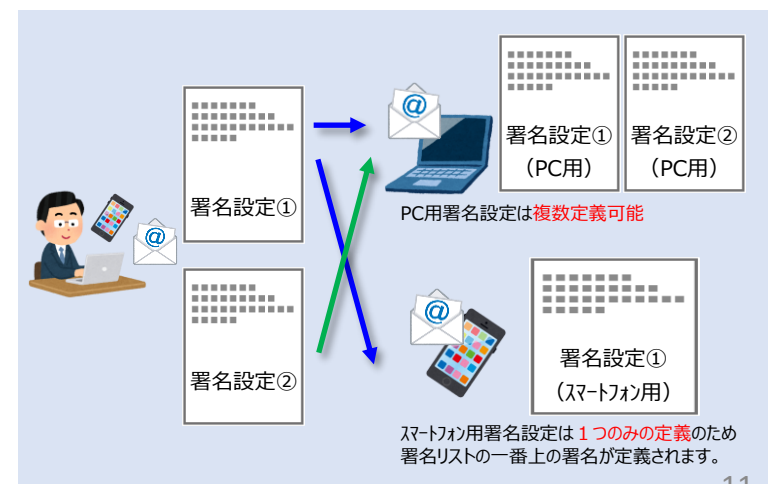 署名設定①
署名設定②
@
@
署名設定①
（PC用）
署名設定②
（PC用）
PC用署名設定は複数定義可能
@
署名設定①
（ｽﾏｰﾄﾌｫﾝ用）
ｽﾏｰﾄﾌｫﾝ用署名設定は１つのみの定義のため
署名リストの一番上の署名が定義されます。
11